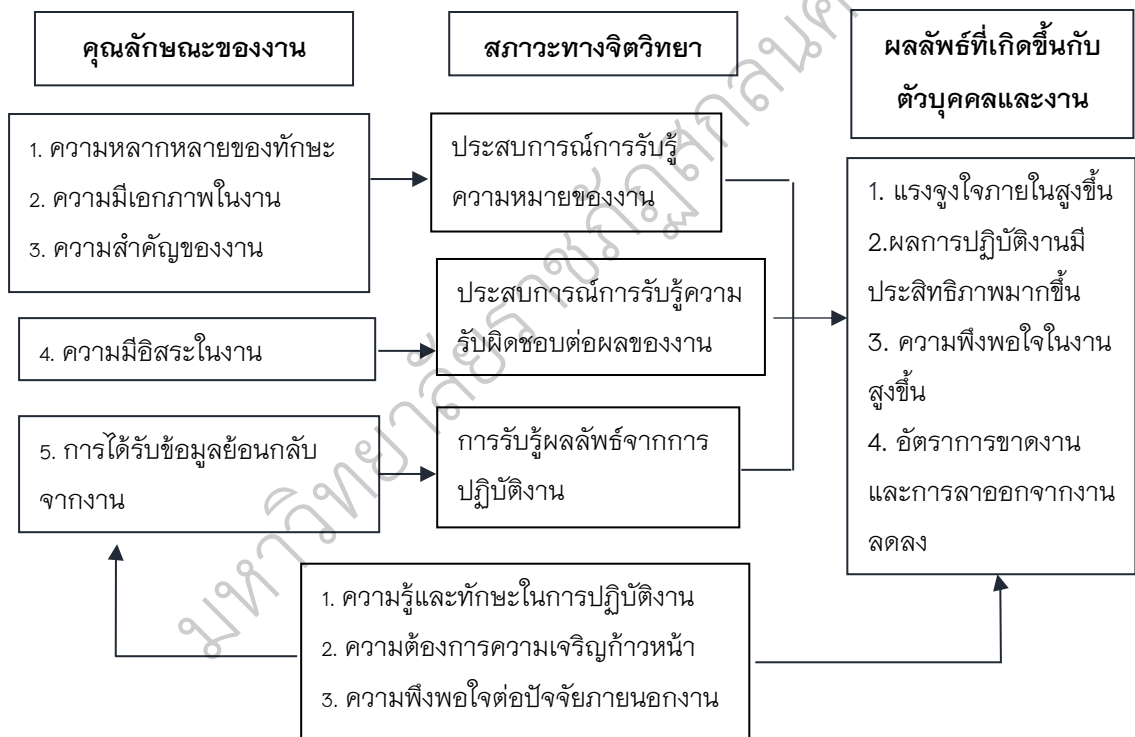 คุณลักษณะของงาน
สภาวะทางจิตวิทยา
ผลลัพธ์ที่เกิดขึ้นกับ
ตัวบุคคลและงาน
1. ความหลากหลายของทักษะ
2. ความมีเอกภาพในงาน
3. ความสำคัญของงาน
ประสบการณ์การรับรู้
ความหมายของงาน
4. ความมีอิสระในงาน
ประสบการณ์การรับรู้ความ
รับผิดชอบต่อผลของงาน
5. การได้รับข้อมูลย้อนกลับ
จากงาน
การรับรู้ผลลัพธ์จากการ
ปฏิบัติงาน
1. แรงจูงใจภายในสูงขึ้น
2.ผลการปฏิบัติงานมี
ประสิทธิภาพมากขึ้น
3. ความพึงพอใจในงาน
สูงขึ้น
4. อัตราการขาดงาน
และการลาออกจากงาน
ลดลง
1. ความรู้และทักษะในการปฏิบัติงาน
2. ความต้องการความเจริญก้าวหน้า
3. ความพึงพอใจต่อปัจจัยภายนอกงาน
มหาวิทยาลัยราชภัฏสกลนคร